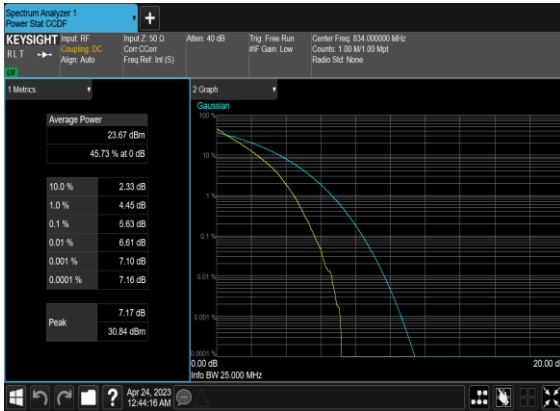 Spectrum Analyzer 1
Power Stat CCDF
+
KEYSIGHT
Input: RF
Input Z: 50 Ω
Atten: 40 dB
Trig: Free Run
Center Freq: 834.000000 MHz
RLT
Coupling: DC
Corr CCorr
#IF Gain: Low
Counts: 1.00 M/1.00 Mpt
Align: Auto
Freq Ref: Int (S)
Radio Std: None
1 Metrics
2 Graph
Average Power
23.67 dBm
45.73 % at 0 dB
10.0 % 2.33 dB
1.0 % 4.45 dB
0.1 % 5.63 dB
0.01 % 6.61 dB
0.001 % 7.10 dB
0.0001 % 7.16 dB
Peak
7.17 dB
30.84 dBm
Gaussian
100 %
10 %
1 %
0.1 %
0.01 %
0.001 %
0.0001 %
0.00 dB
20.00 d
Info BW 25.000 MHz
?
Apr 24, 2023
12:44:16 AM